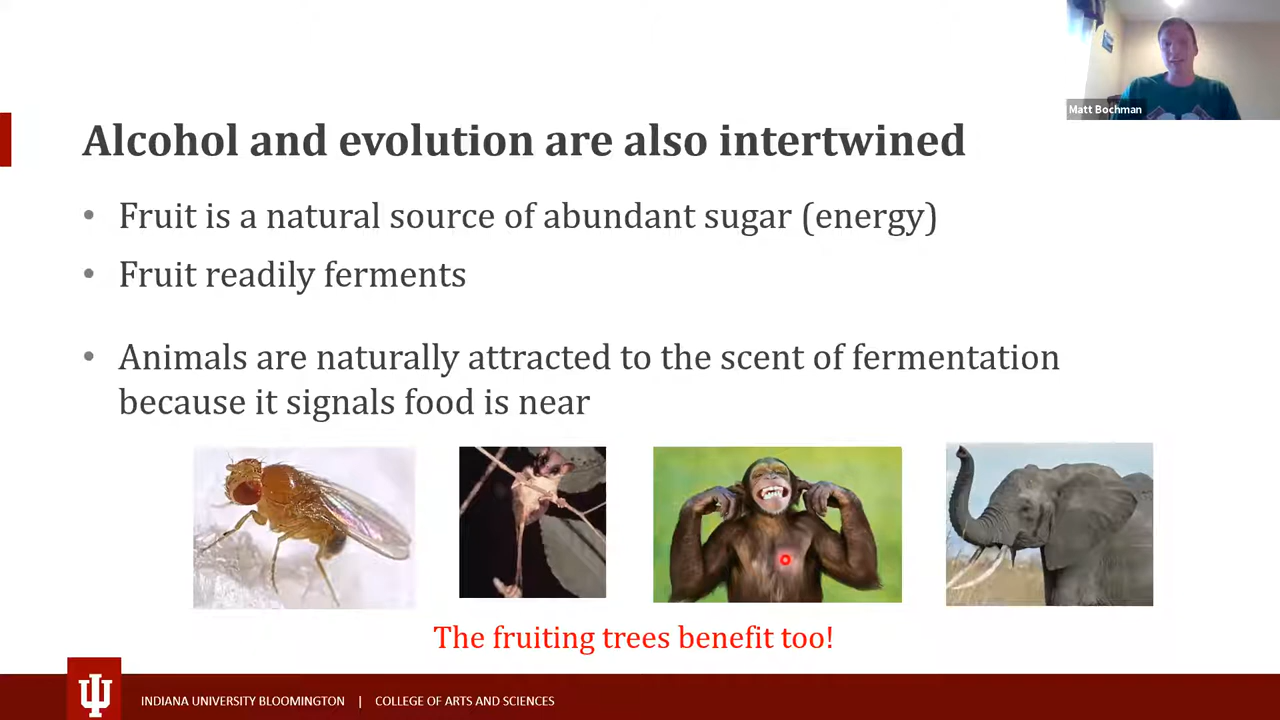 Matt Bochman
Alcohol and evolution are also intertwined
• Fruit is a natural source of abundant sugar (energy)
• Fruit readily ferments
• Animals are naturally attracted to the scent of fermentation
because it signals food is near
The fruiting trees benefit too!
INDIANA UNIVERSITY BLOOMINGTON | COLLEGE OF ARTS AND SCIENCES